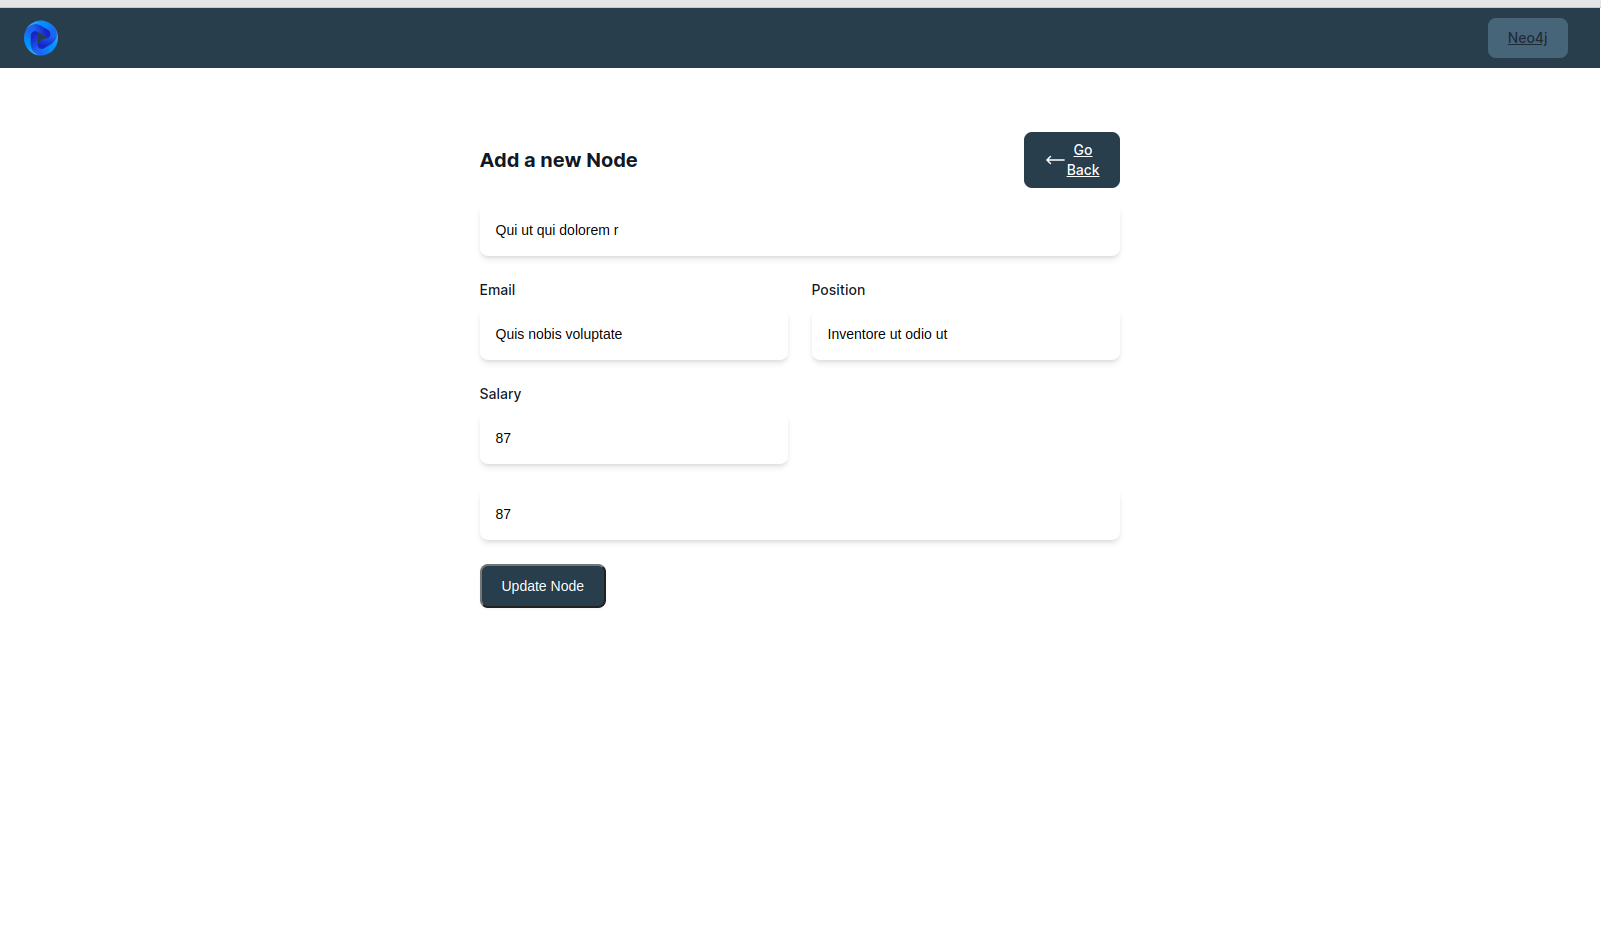 Neo4j
Add a new Node
Go
Back
Qui ut qui dolorem r
Email
Position
Quis nobis voluptate
Inventore ut odio ut
Salary
87
87
Update Node